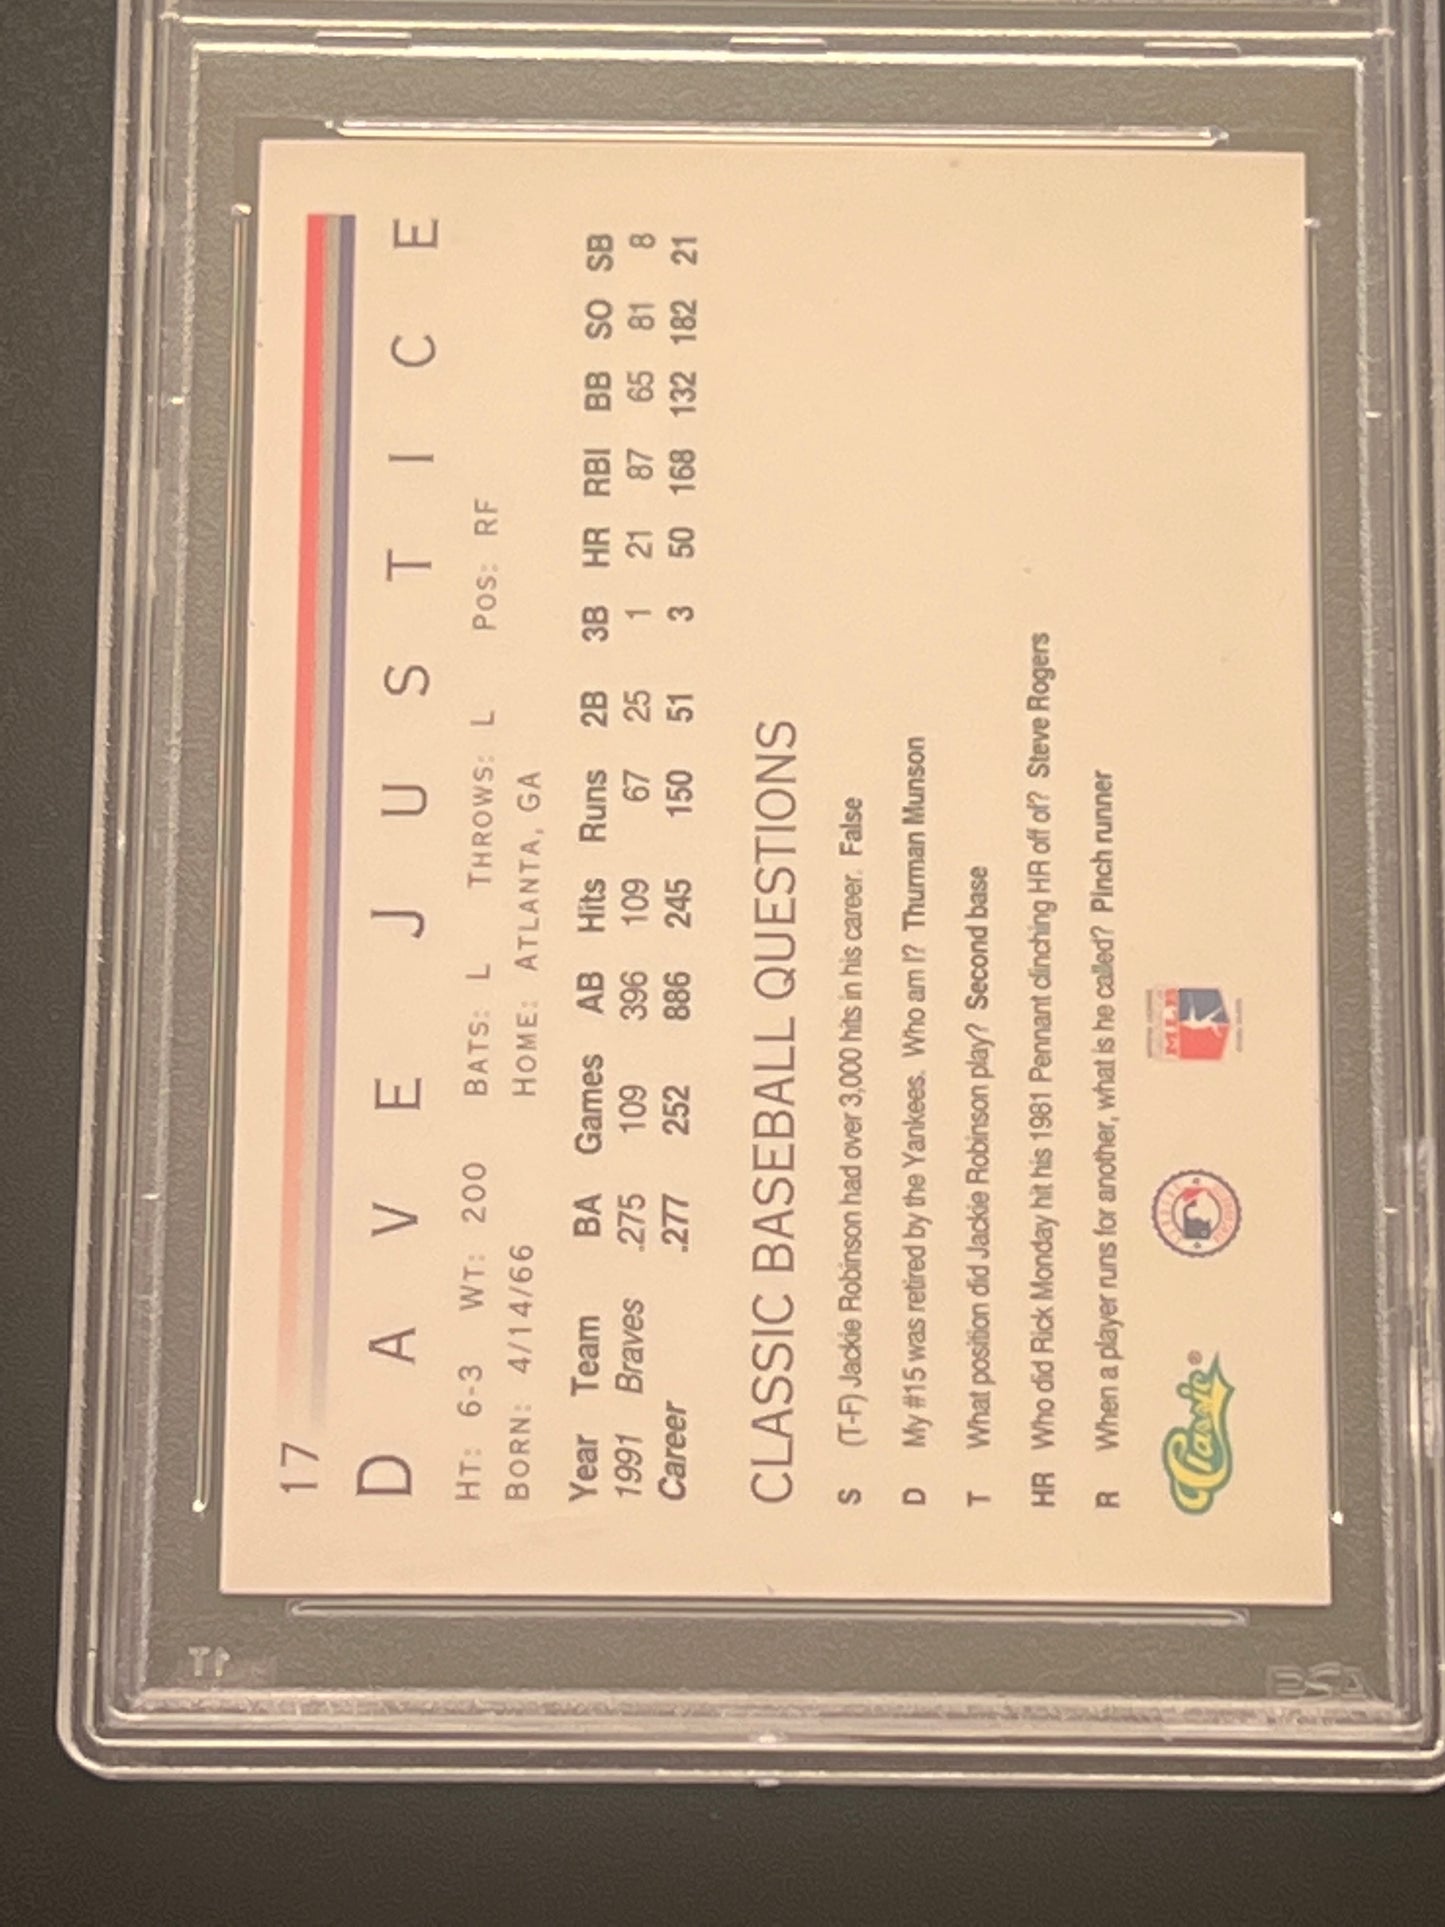 17
DAVE JUSTICE
HT: 6-3 WT: 200 BATS: L THROWS: L POS: RF
BORN: 4/14/66 HOME: ATLANTA, GA
Year Team BA Games AB Hits Runs 2B 3B HR RBI BB SO SB
1991 Braves .275 109 396 109 67 25 1 21 87 65 81 8
Career .277 252 886 245 150 51 3 50 168 132 182 21
CLASSIC BASEBALL QUESTIONS
S (T-F) Jackie Robinson had over 3,000 hits in his career. False
D My #15 was retired by the Yankees. Who am I? Thurman Munson
T What position did Jackie Robinson play? Second base
HR Who did Rick Monday hit his 1981 Pennant clinching HR off of? Steve Rogers
R When a player runs for another, what is he called? Pinch runner
Classic®
MLB